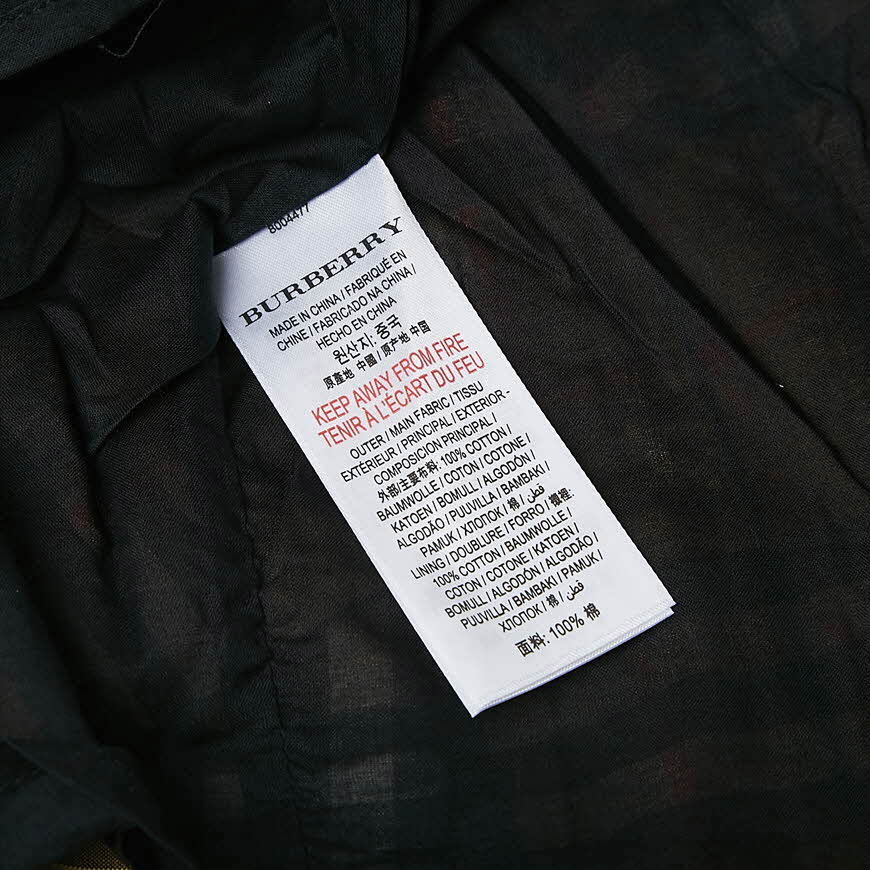 8004477
BURBERRY
MADE IN CHINA / FABRIQUÉ EN
CHINE / FABRICADO NA CHINA /
HECHO EN CHINA
원산지: 중국
原產地 中國 / 原产地 中国
KEEP AWAY FROM FIRE
TENIR À L'ÉCART DU FEU
OUTER / MAIN FABRIC / TISSU
EXTÉRIEUR / PRINCIPAL / EXTERIOR-
COMPOSICION PRINCIPAL /
外部/主要布料: 100% COTTON /
BAUMWOLLE / COTON / COTONE /
KATOEN / BOMULL / ALGODÓN /
ALGODÃO / PUUVILLA / BAMBAKI /
PAMUK / ХЛОПОК / 棉 / قطن /
LINING / DOUBLURE / FORRO / 裡:
100% COTTON / BAUMWOLLE /
COTON / COTONE / KATOEN /
BOMULL / ALGODÓN / ALGODÃO /
PUUVILLA / BAMBAKI / PAMUK /
ХЛОПОК / 棉 / قطن /
面料: 100% 棉